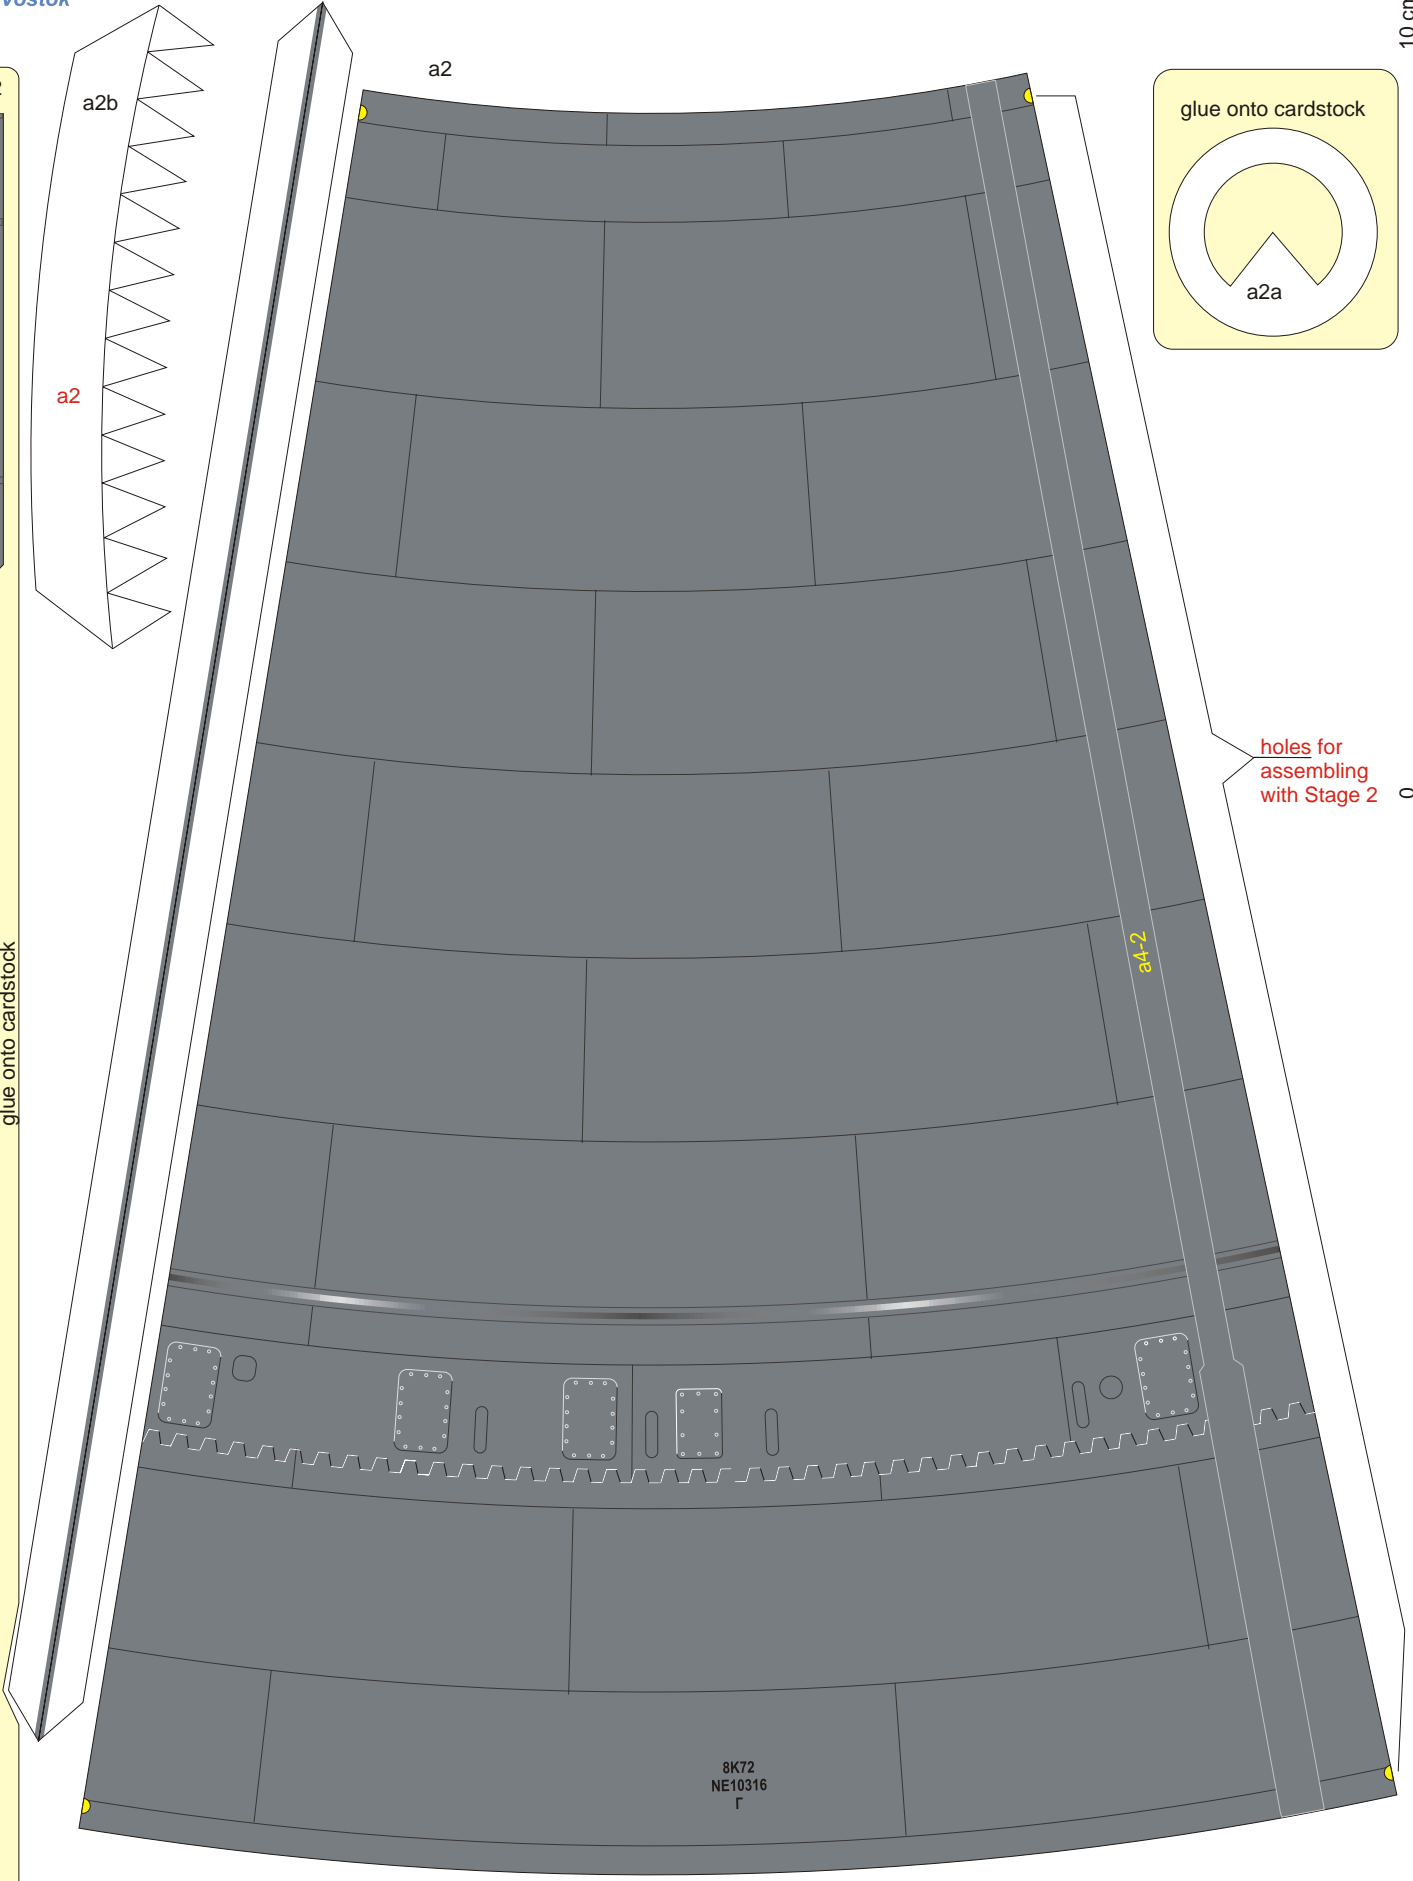 vostok
a2
a2b
10 cm
glue onto cardstock
a2a
a2
holes for
assembling
with Stage 2
0
a4-2
glue onto cardstock
8K72
NE10316
Г